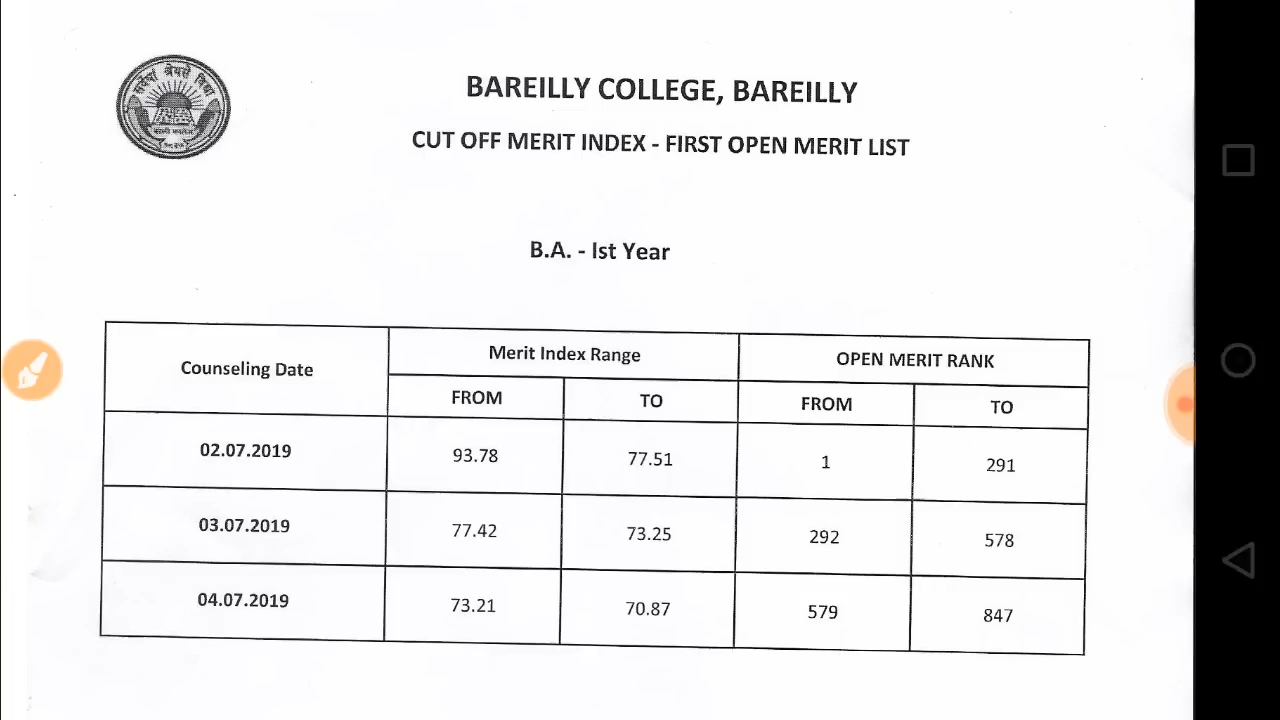 सर्वेषां श्रेयसे विद्या
BAREILLY COLLEGE, BAREILLY
CUT OFF MERIT INDEX - FIRST OPEN MERIT LIST
B.A. - Ist Year
Counseling Date
Merit Index Range
OPEN MERIT RANK
FROM
TO
FROM
TO
02.07.2019
93.78
77.51
1
291
03.07.2019
77.42
73.25
292
578
04.07.2019
73.21
70.87
579
847